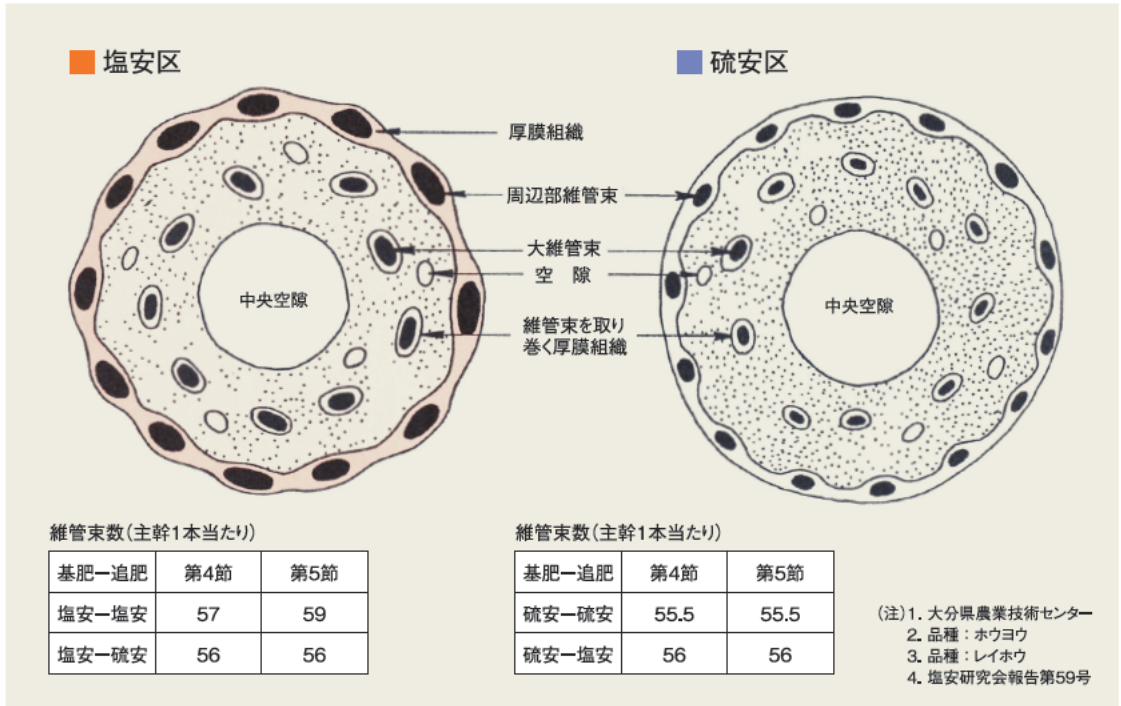 塩安区
硫安区
厚膜組織
周辺部維管束
大維管束
空 隙
維管束を取り
巻く厚膜組織
中央空隙
中央空隙
維管束数(主幹1本当たり)
基肥ー追肥 第4節 第5節
塩安ー塩安 57 59
塩安ー硫安 56 56
維管束数(主幹1本当たり)
基肥ー追肥 第4節 第5節
硫安ー硫安 55.5 55.5
硫安ー塩安 56 56
(注)1. 大分県農業技術センター
2. 品種:ホウヨウ
3. 品種:レイホウ
4. 塩安研究会報告第59号